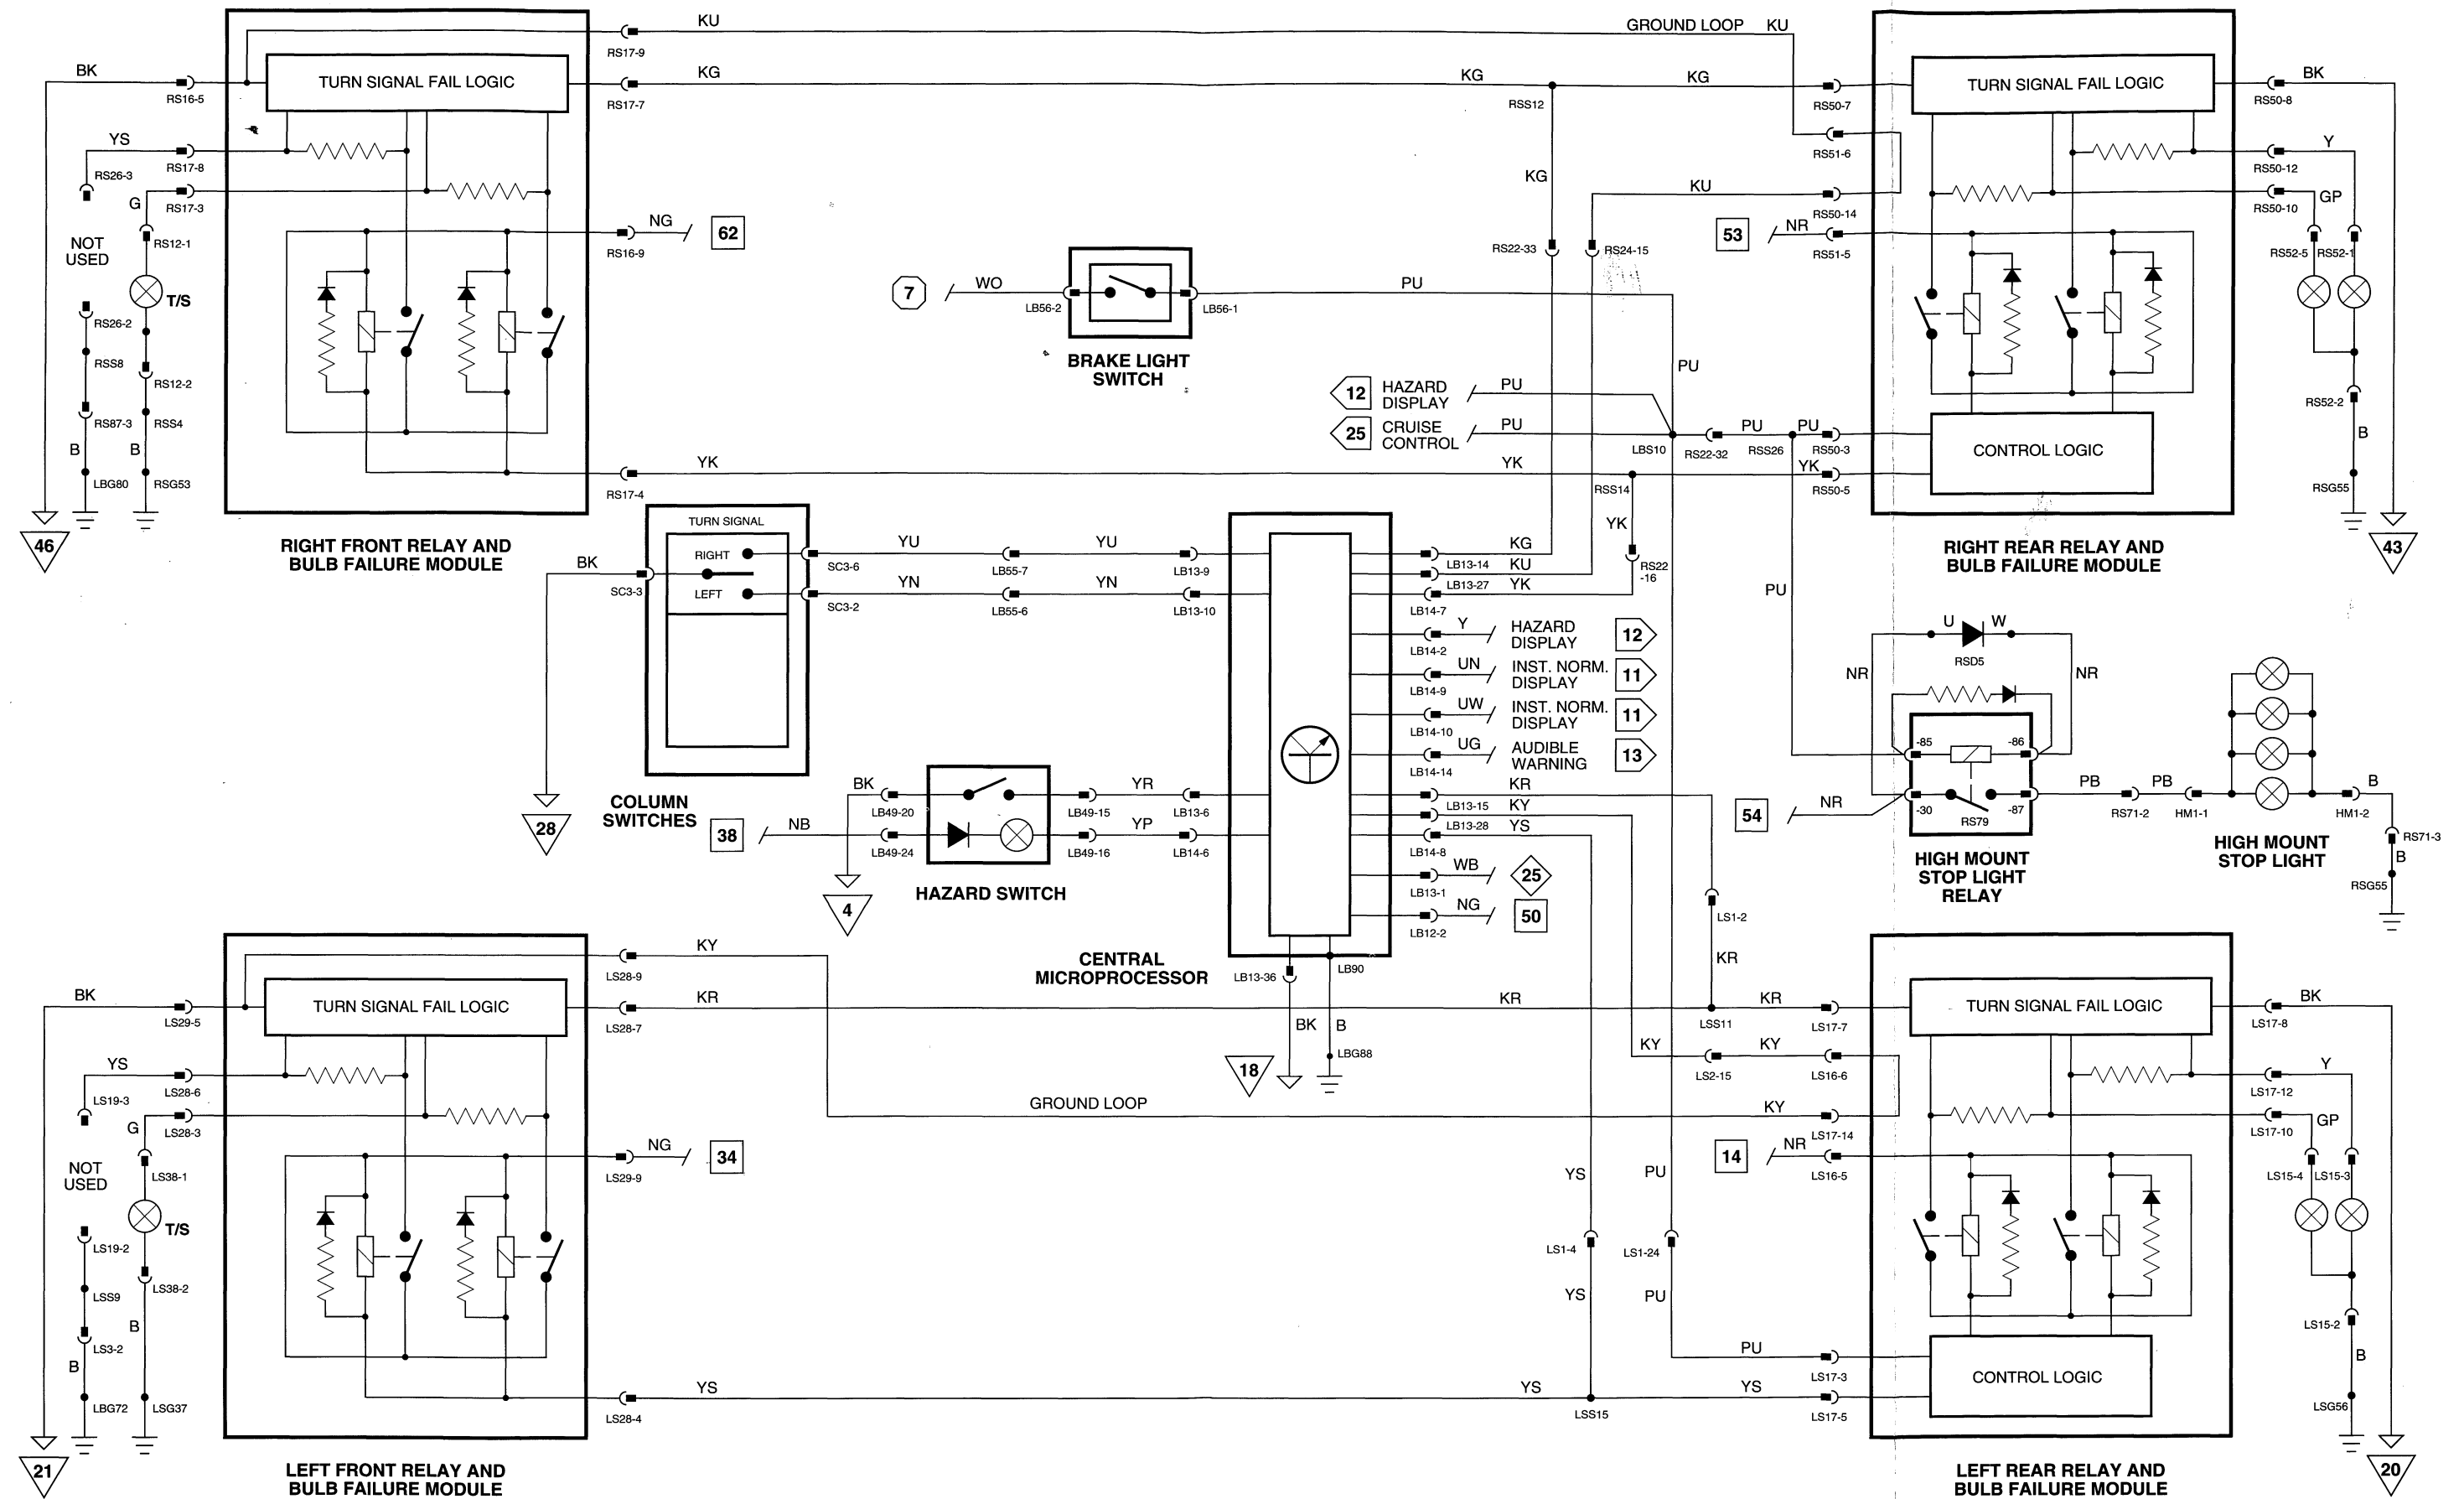 KU
GROUND LOOP KU
RS17-9
BK
TURN SIGNAL FAIL LOGIC
KG
KG
KG
TURN SIGNAL FAIL LOGIC
BK
RS16-5
RS17-7
RSS12
RS50-7
RS50-8
YS
RS17-8
RS26-3
RS51-6
Y
RS50-12
KG
KU
G
RS17-3
RS50-14
RS50-10
GP
NOT
USED
RS12-1
NG
62
RS16-9
RS22-33
RS24-15
53
NR
RS51-5
RS52-5
RS52-1
T/S
7
WO
LB56-2
LB56-1
PU
RS26-2
RSS8
RS12-2
BRAKE LIGHT
SWITCH
PU
12
HAZARD
DISPLAY
PU
RS52-2
RS87-3
RSS4
25
CRUISE
CONTROL
PU
LBS10
RS22-32
PU
RSS26
PU
RS50-3
CONTROL LOGIC
B
B
B
LBG80
RSG53
RS17-4
YK
YK
RSS14
YK
RS50-5
RSG55
46
RIGHT FRONT RELAY AND
BULB FAILURE MODULE
TURN SIGNAL
YK
RIGHT REAR RELAY AND
BULB FAILURE MODULE
43
RIGHT
YU
YU
KG
BK
SC3-6
LB55-7
LB13-9
LB13-14
KU
RS22
-16
SC3-3
LEFT
YN
YN
LB13-27
YK
SC3-2
LB55-6
LB13-10
LB14-7
PU
Y
HAZARD
DISPLAY
12
LB14-2
U
W
RSD5
UN
INST. NORM.
DISPLAY
11
LB14-9
NR
NR
UW
INST. NORM.
DISPLAY
11
LB14-10
UG
AUDIBLE
WARNING
13
LB14-14
-85
-86
28
COLUMN
SWITCHES
BK
LB49-20
LB49-15
YR
LB13-6
LB13-15
KR
KY
54
NR
-30
RS79
-87
PB
RS71-2
PB
HM1-1
HM1-2
B
38
NB
LB49-24
LB49-16
YP
LB14-6
LB13-28
YS
LB14-8
RS71-3
HIGH MOUNT
STOP LIGHT
RELAY
HIGH MOUNT
STOP LIGHT
B
RSG55
4
HAZARD SWITCH
WB
25
LB13-1
NG
50
LB12-2
LS1-2
KR
KY
LS28-9
CENTRAL
MICROPROCESSOR
LB13-36
LB90
BK
TURN SIGNAL FAIL LOGIC
KR
KR
KR
TURN SIGNAL FAIL LOGIC
BK
LS29-5
LS28-7
LSS11
LS17-7
LS17-8
BK
B
LBG88
18
YS
LS28-6
LS19-3
KY
LS2-15
KY
LS16-6
Y
LS17-12
G
LS28-3
GROUND LOOP
KY
LS17-14
LS17-10
GP
NOT
USED
LS38-1
NG
34
LS29-9
YS
PU
14
NR
LS16-5
LS15-4
LS15-3
T/S
LS19-2
LSS9
LS38-2
LS1-4
LS1-24
YS
PU
B
LS3-2
B
LS15-2
PU
LS17-3
CONTROL LOGIC
B
LBG72
LSG37
LS28-4
YS
YS
LSS15
YS
LS17-5
LSG56
21
LEFT FRONT RELAY AND
BULB FAILURE MODULE
LEFT REAR RELAY AND
BULB FAILURE MODULE
20